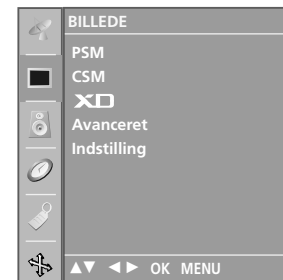 BILLEDE
PSM
CSM
XD
Avanceret
Indstilling
▲▼ ◄► OK MENU